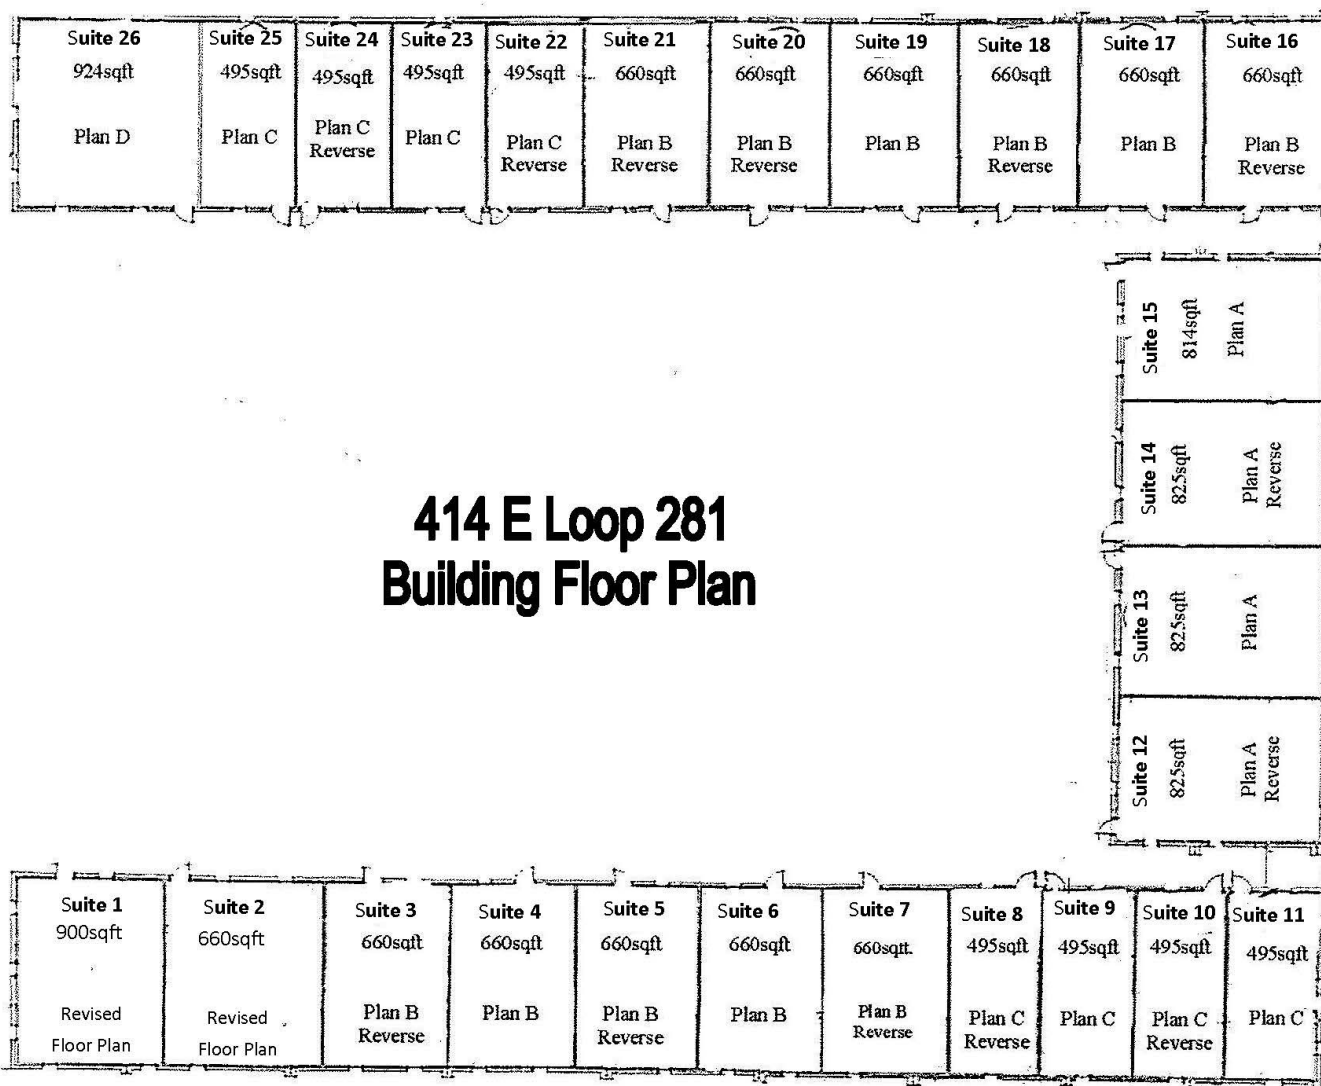 Suite 26
924sqft
Plan D
Suite 25
495sqft
Plan C
Suite 24
495sqft
Plan C
Reverse
Suite 23
495sqft
Plan C
Suite 22
495sqft
Plan C
Reverse
Suite 21
660sqft
Plan B
Reverse
Suite 20
660sqft
Plan B
Reverse
Suite 19
660sqft
Plan B
Suite 18
660sqft
Plan B
Reverse
Suite 17
660sqft
Plan B
Suite 16
660sqft
Plan B
Reverse
Suite 15
814sqft
Plan A
Suite 14
825sqft
Plan A
Reverse
414 E Loop 281
Building Floor Plan
Suite 13
825sqft
Plan A
Suite 12
825sqft
Plan A
Reverse
Suite 1
900sqft
Revised
Floor Plan
Suite 2
660sqft
Revised
Floor Plan
Suite 3
660sqft
Plan B
Reverse
Suite 4
660sqft
Plan B
Suite 5
660sqft
Plan B
Reverse
Suite 6
660sqft
Plan B
Suite 7
660sqft.
Plan B
Reverse
Suite 8
495sqft
Plan C
Reverse
Suite 9
495sqft
Plan C
Suite 10
495sqft
Plan C
Reverse
Suite 11
495sqft
Plan C